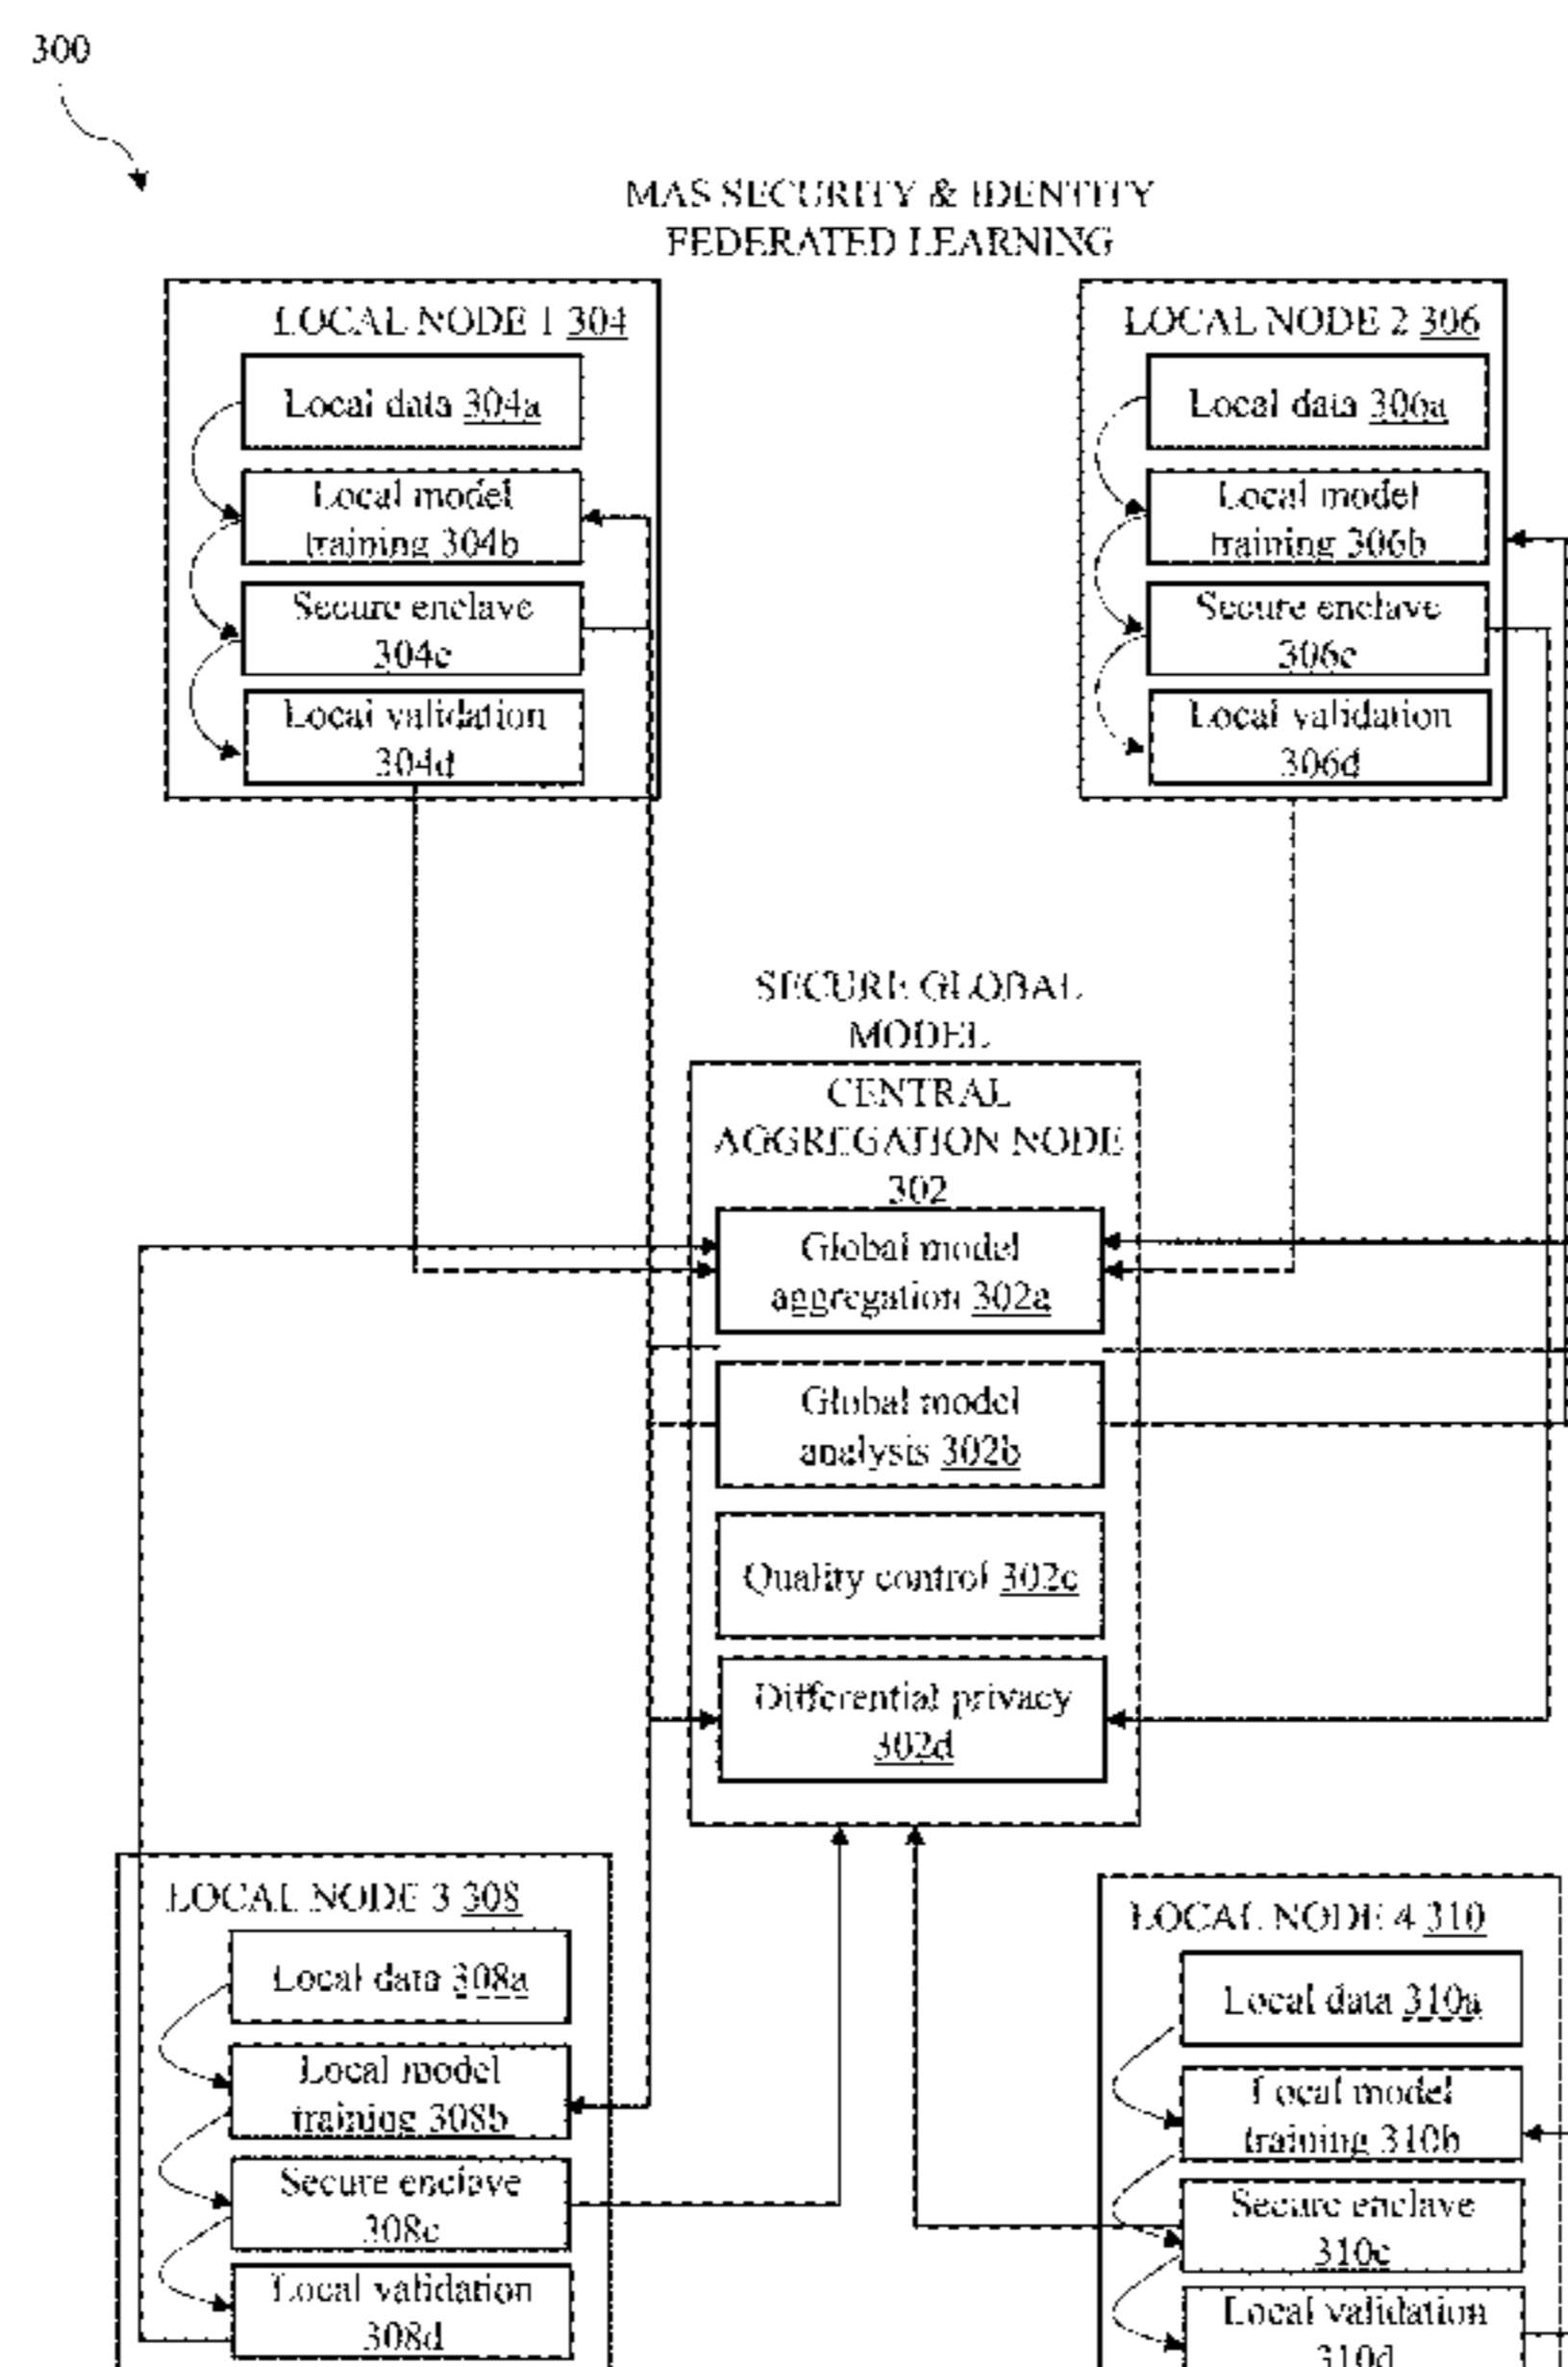 300
MAS SECURITY & IDENTITY
FEDERATED LEARNING
LOCAL NODE 1 304
Local data 304a
Local model
training 304b
Secure enclave
304c
Local validation
304d
LOCAL NODE 2 306
Local data 306a
Local model
training 306b
Secure enclave
306c
Local validation
306d
SECURE GLOBAL
MODEL
CENTRAL
AGGREGATION NODE
302
Global model
aggregation 302a
Global model
analysis 302b
Quality control 302c
Differential privacy
302d
LOCAL NODE 3 308
Local data 308a
Local model
training 308b
Secure enclave
308c
Local validation
308d
LOCAL NODE 4 310
Local data 310a
Local model
training 310b
Secure enclave
310c
Local validation
310d